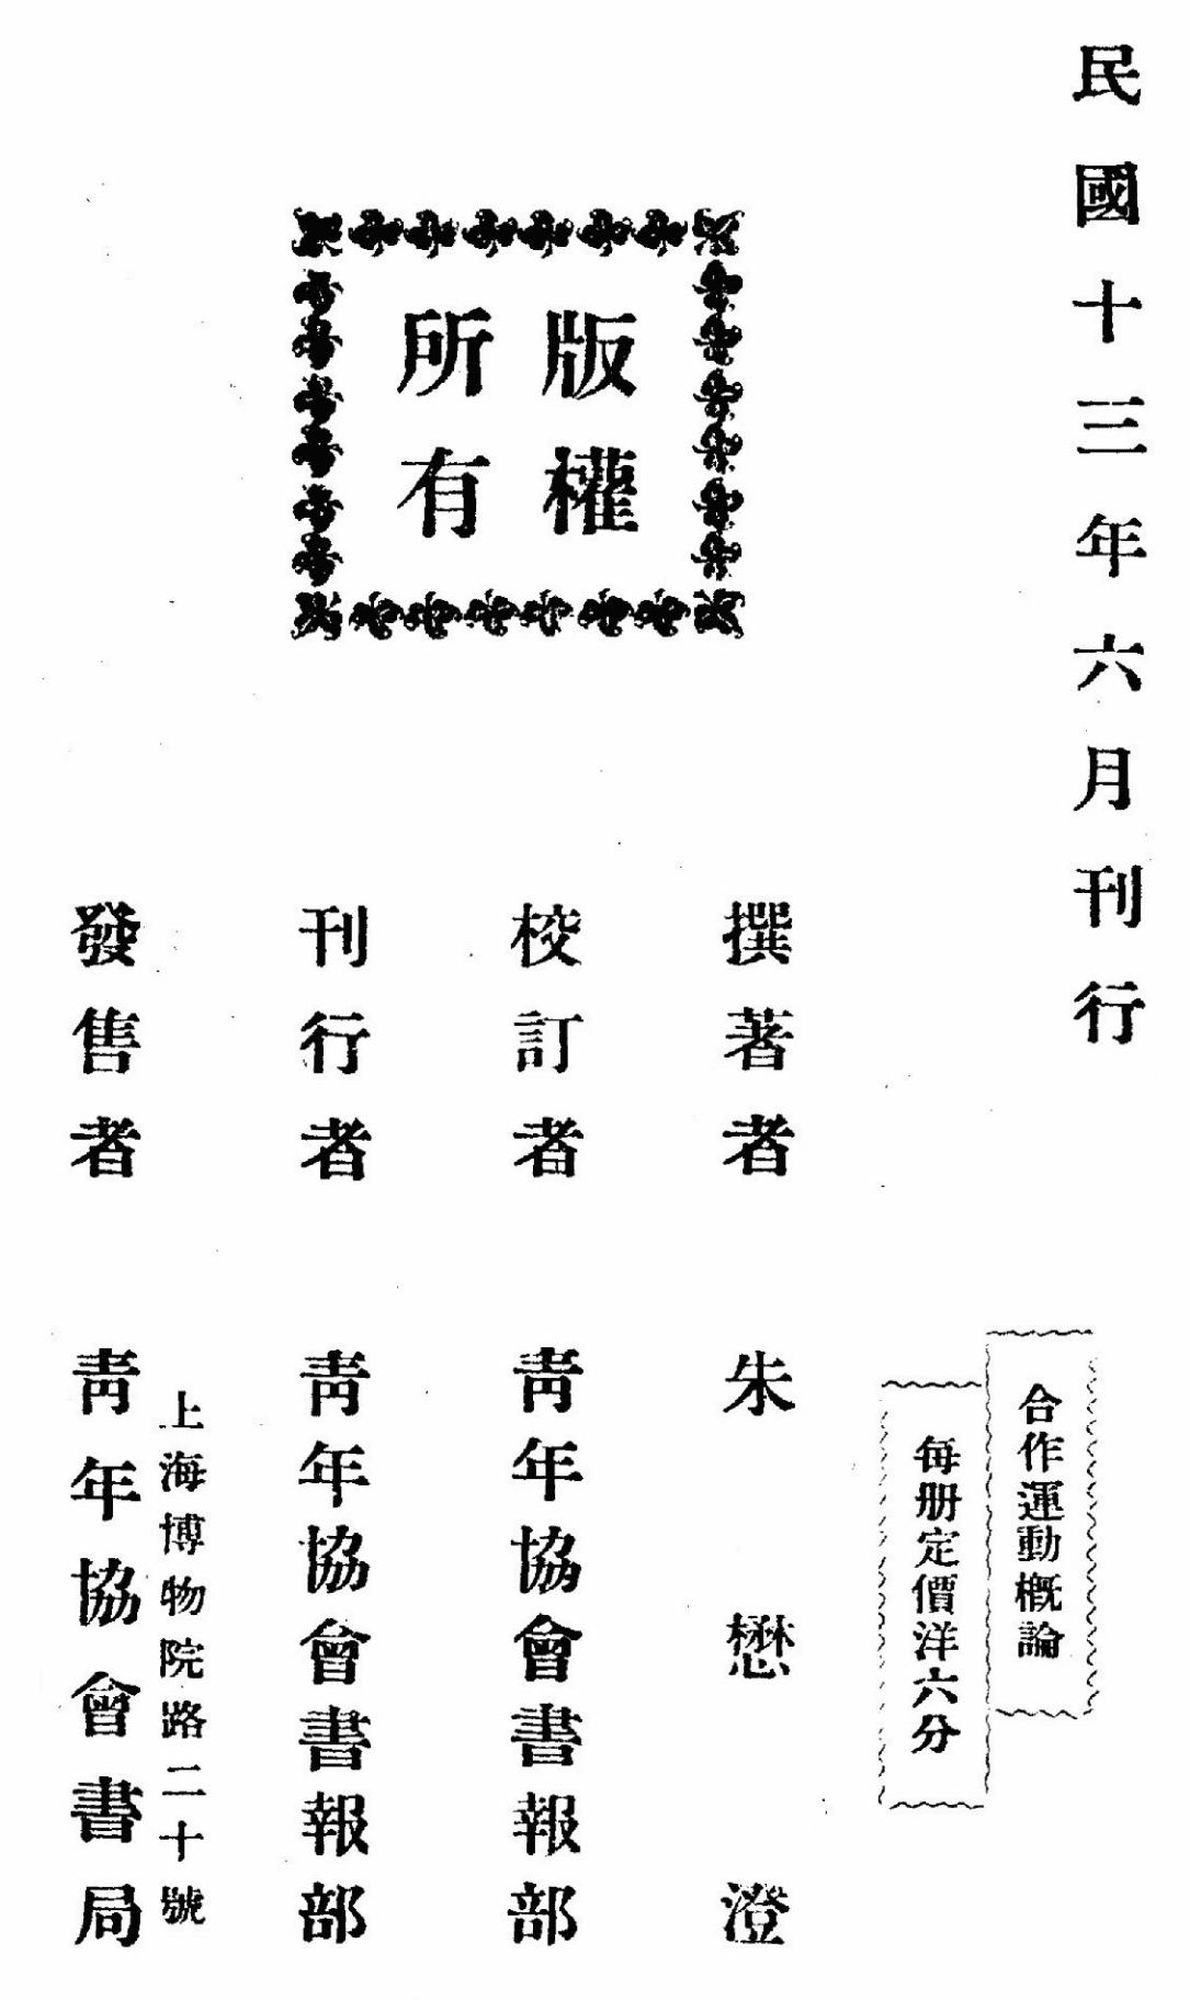 民國十三年六月刊行
合作運動概論
每册定價洋六分
版權
所有
撰著者 朱懋澄
校訂者 青年協會書報部
刊行者 青年協會書報部
上海博物院路二十號
發售者 青年協會書局